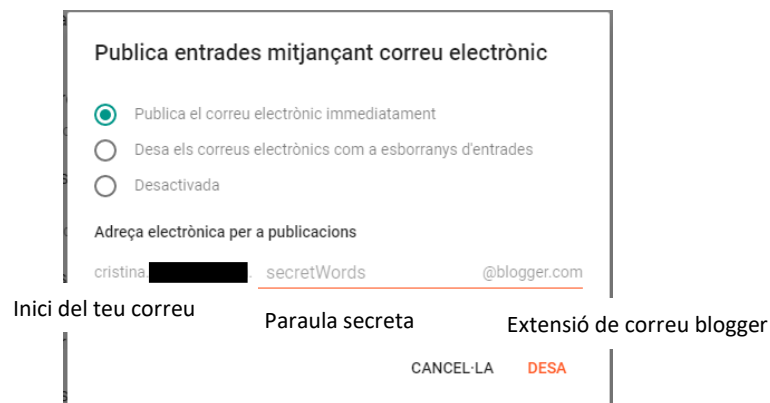 Publica entrades mitjançant correu electrònic
Publica el correu electrònic immediatament
Desa els correus electrònics com a esborranys d'entrades
Desactivada
Adreça electrònica per a publicacions
cristina. . secretWords @blogger.com
Inici del teu correu Paraula secreta Extensió de correu blogger
CANCEL·LA DESA